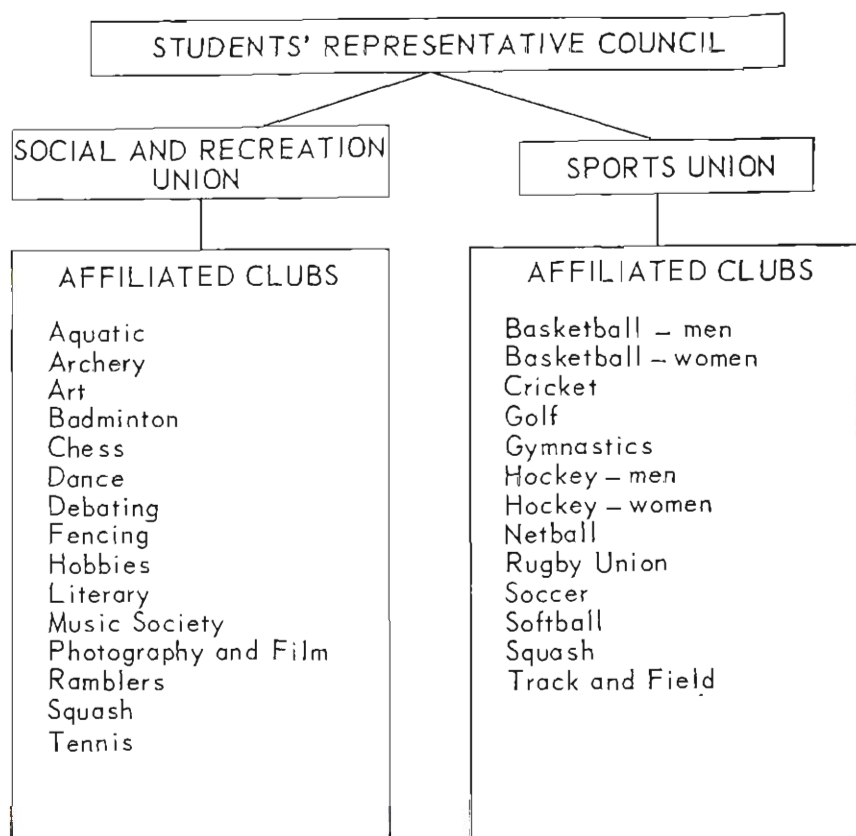 STUDENTS' REPRESENTATIVE COUNCIL
SOCIAL AND RECREATION
UNION
AFFILIATED CLUBS
Aquatic
Archery
Art
Badminton
Chess
Dance
Debating
Fencing
Hobbies
Literary
Music Society
Photography and Film
Ramblers
Squash
Tennis
SPORTS UNION
AFFILIATED CLUBS
Basketball – men
Basketball – women
Cricket
Golf
Gymnastics
Hockey – men
Hockey – women
Netball
Rugby Union
Soccer
Softball
Squash
Track and Field